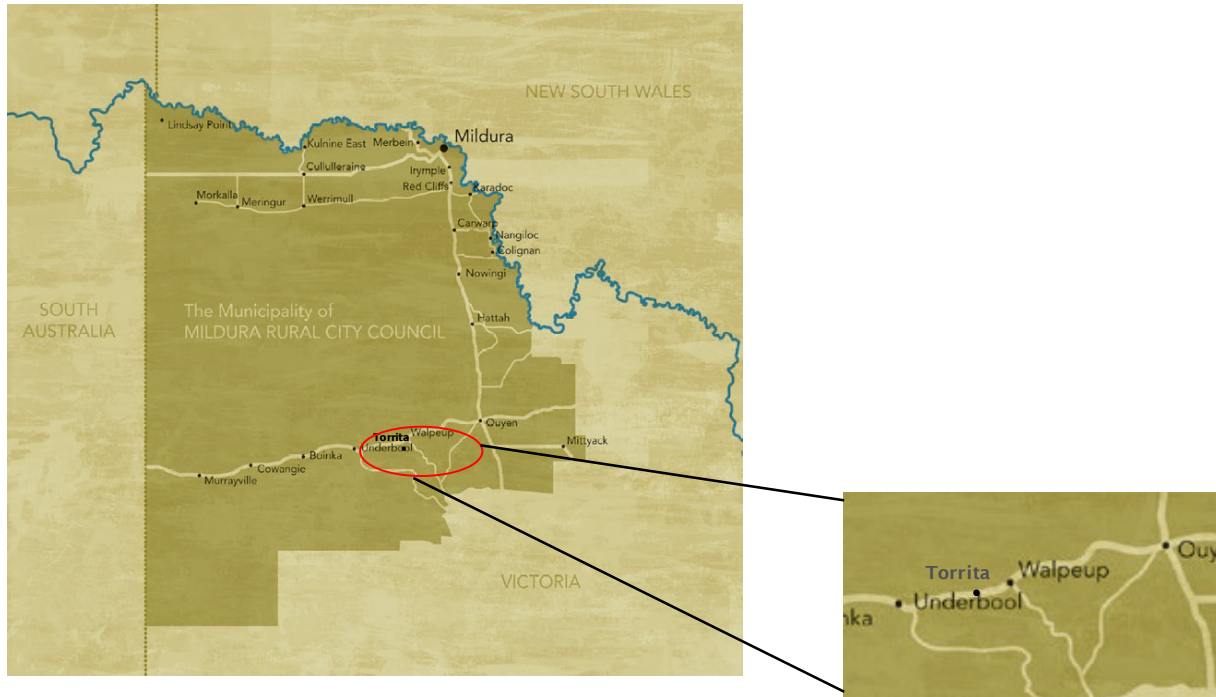 NEW SOUTH WALES
Lindsay Point
Mildura
Kulnine East
Merbein
Cullulleraine
Irymple
Red Cliffs
Karadoc
Morkalla
Meringur
Werrimull
Carwarp
Nangiloc
Colignan
Nowingi
SOUTH
AUSTRALIA
The Municipality of
MILDURA RURAL CITY COUNCIL
Hattah
Ouyen
Torrita
Walpeup
Underbool
Mittyack
Boinka
Cowangie
Murrayville
VICTORIA
Ouy
Torrita
Walpeup
Underbool
nka